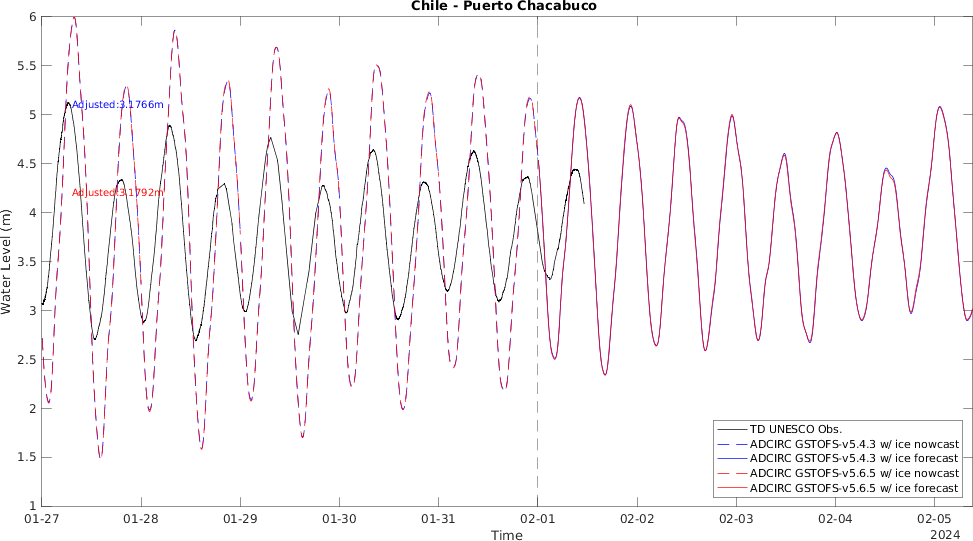 Chile - Puerto Chacabuco
6
5.5
5
4.5
4
3.5
3
2.5
2
1.5
1
Water Level (m)
Adjusted:3.1766m
Adjusted:3.1792m
TD UNESCO Obs.
ADCIRC GSTOFS-v5.4.3 w/ ice nowcast
ADCIRC GSTOFS-v5.4.3 w/ ice forecast
ADCIRC GSTOFS-v5.6.5 w/ ice nowcast
ADCIRC GSTOFS-v5.6.5 w/ ice forecast
01-27 01-28 01-29 01-30 01-31 02-01 02-02 02-03 02-04 02-05
Time
2024